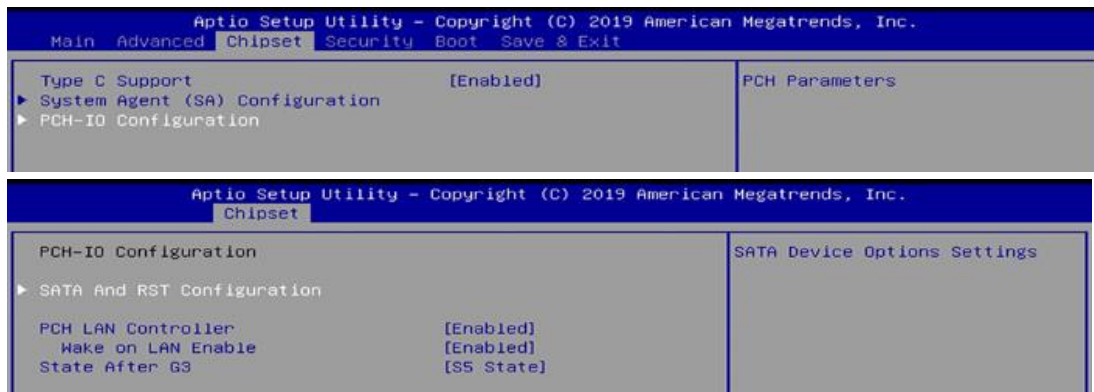 Aptio Setup Utility – Copyright (C) 2019 American Megatrends, Inc.
Main Advanced Chipset Security Boot Save & Exit
Type C Support [Enabled] PCH Parameters
▶ System Agent (SA) Configuration
▶ PCH-IO Configuration
Aptio Setup Utility – Copyright (C) 2019 American Megatrends, Inc.
Chipset
PCH-IO Configuration SATA Device Options Settings
▶ SATA And RST Configuration
PCH LAN Controller [Enabled]
Wake on LAN Enable [Enabled]
State After G3 [S5 State]